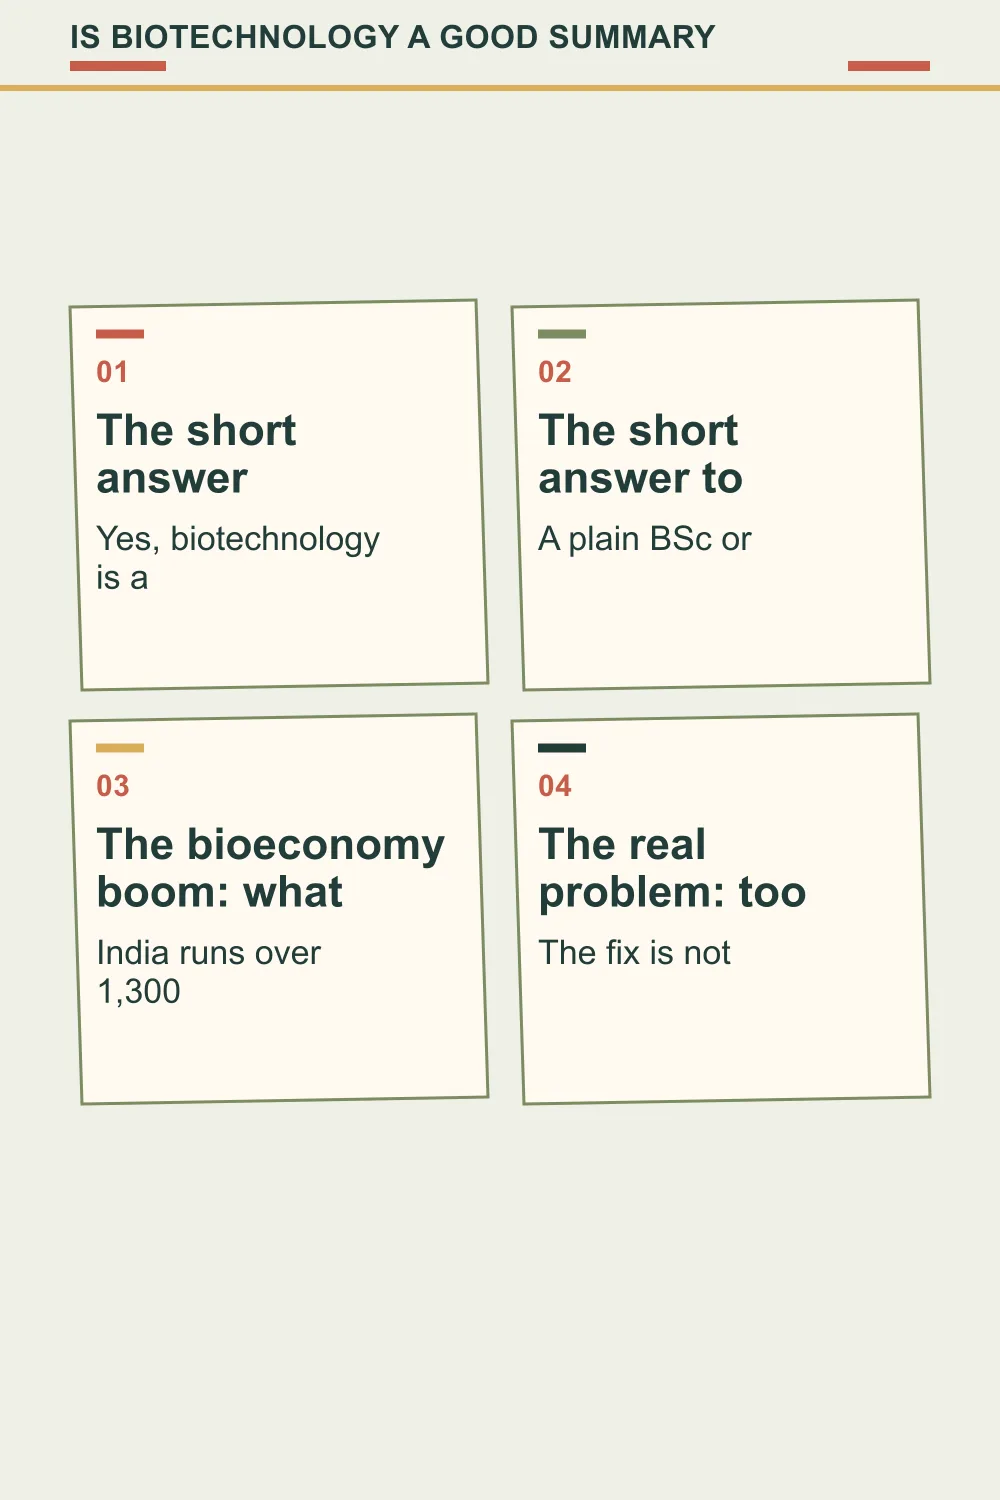 IS BIOTECHNOLOGY A GOOD SUMMARY
01
The short
answer
Yes, biotechnology
is a
02
The short
answer to
A plain BSc or
03
The bioeconomy
boom: what
India runs over
1,300
04
The real
problem: too
The fix is not